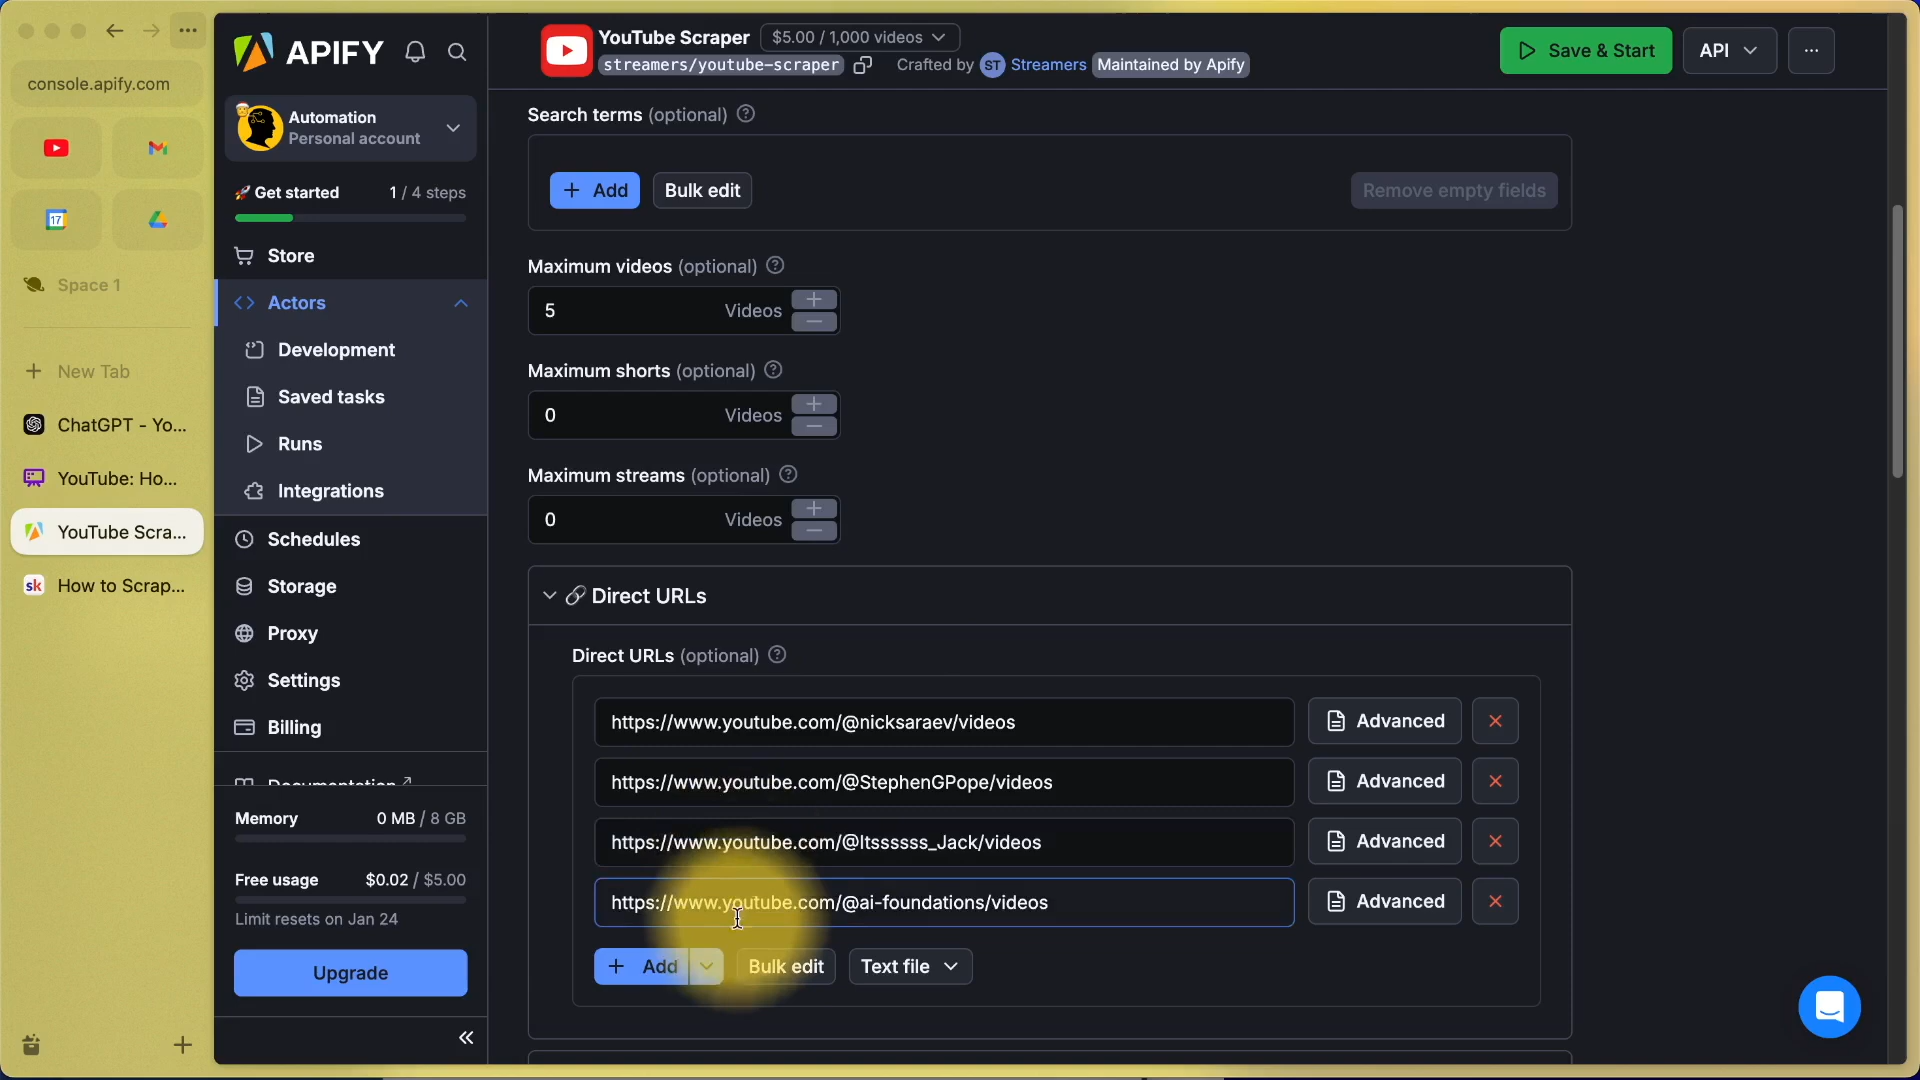 console.apify.com
17
Space 1
New Tab
ChatGPT - Yo...
YouTube: Ho...
YouTube Scra...
sk How to Scrap...
APIFY
Automation
Personal account
Get started 1 / 4 steps
Store
Actors
Development
Saved tasks
Runs
Integrations
Schedules
Storage
Proxy
Settings
Billing
Documentation
Memory 0 MB / 8 GB
Free usage $0.02 / $5.00
Limit resets on Jan 24
Upgrade
YouTube Scraper $5.00 / 1,000 videos
streamers/youtube-scraper Crafted by ST Streamers Maintained by Apify
Save & Start API
Search terms (optional)
Add Bulk edit Remove empty fields
Maximum videos (optional)
5 Videos
Maximum shorts (optional)
0 Videos
Maximum streams (optional)
0 Videos
Direct URLs
Direct URLs (optional)
https://www.youtube.com/@nicksaraev/videos Advanced
https://www.youtube.com/@StephenGPope/videos Advanced
https://www.youtube.com/@Itssssss_Jack/videos Advanced
https://www.youtube.com/@ai-foundations/videos Advanced
Add Bulk edit Text file